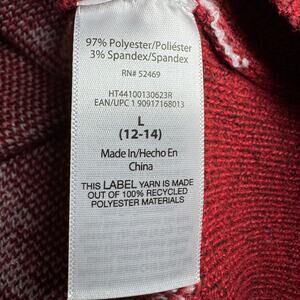 97% Polyester/Poliéster
3% Spandex/Spandex
RN# 52469
HT44100130623R
EAN/UPC 1 90917168013
L
(12-14)
Made In/Hecho En
China
THIS LABEL YARN IS MADE
OUT OF 100% RECYCLED
POLYESTER MATERIALS